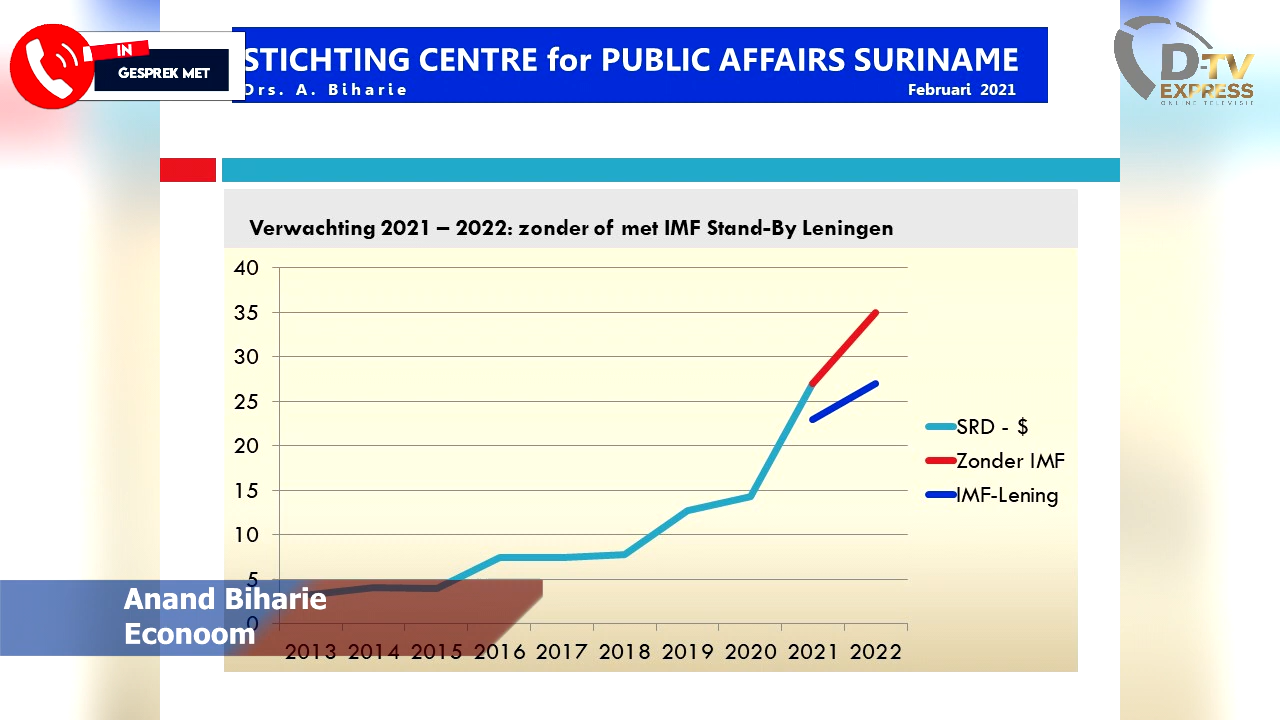 IN
GESPREK MET
STICHTING CENTRE for PUBLIC AFFAIRS SURINAME
Drs. A. Biharie
Februari 2021
D-TV
EXPRESS
ONLINE TELEVISIE
Verwachting 2021 – 2022: zonder of met IMF Stand-By Leningen
40
35
30
25
20
15
10
5
0
2013 2014 2015 2016 2017 2018 2019 2020 2021 2022
SRD - $
Zonder IMF
IMF-Lening
Anand Biharie
Econoom